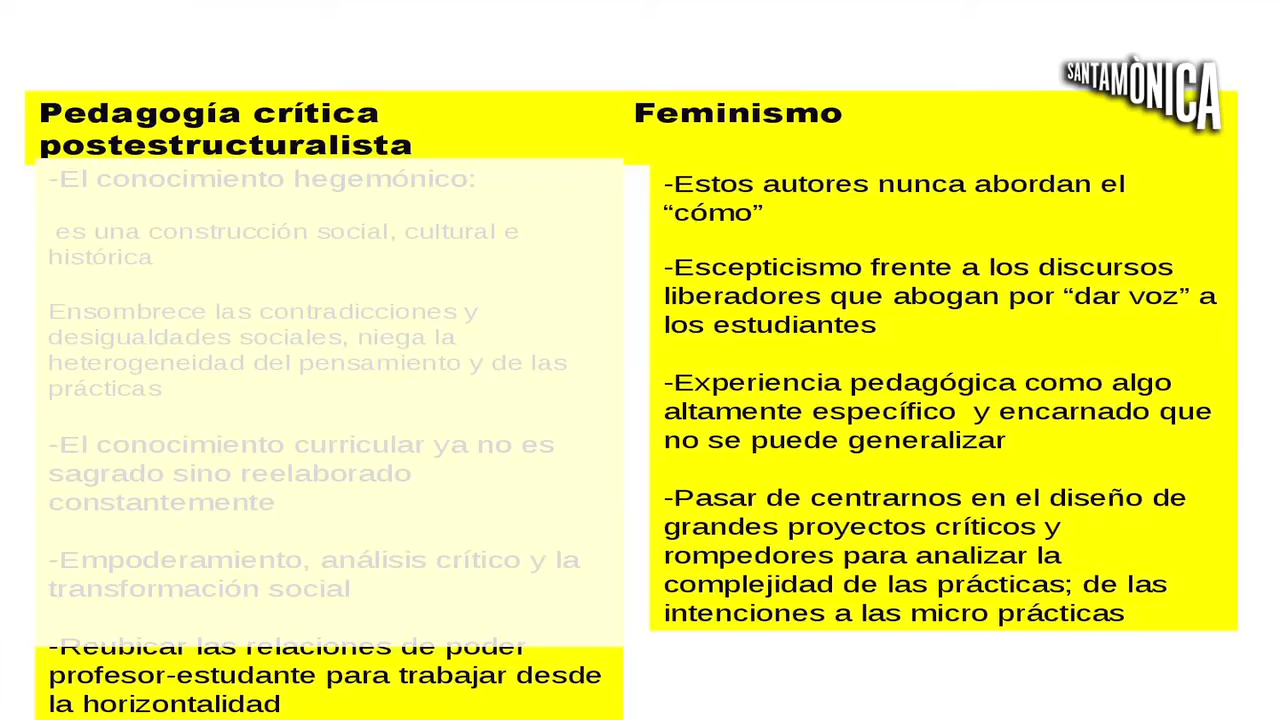 SANTAMÒNICA
Pedagogía crítica
postestructuralista
-El conocimiento hegemónico:
es una construcción social, cultural e
histórica
Ensombrece las contradicciones y
desigualdades sociales, niega la
heterogeneidad del pensamiento y de las
prácticas
-El conocimiento curricular ya no es
sagrado sino reelaborado
constantemente
-Empoderamiento, análisis crítico y la
transformación social
-Reubicar las relaciones de poder
profesor-estudiante para trabajar desde
la horizontalidad
Feminismo
-Estos autores nunca abordan el
“cómo”
-Escepticismo frente a los discursos
liberadores que abogan por “dar voz” a
los estudiantes
-Experiencia pedagógica como algo
altamente específico  y encarnado que
no se puede generalizar
-Pasar de centrarnos en el diseño de
grandes proyectos críticos y
rompedores para analizar la
complejidad de las prácticas; de las
intenciones a las micro prácticas